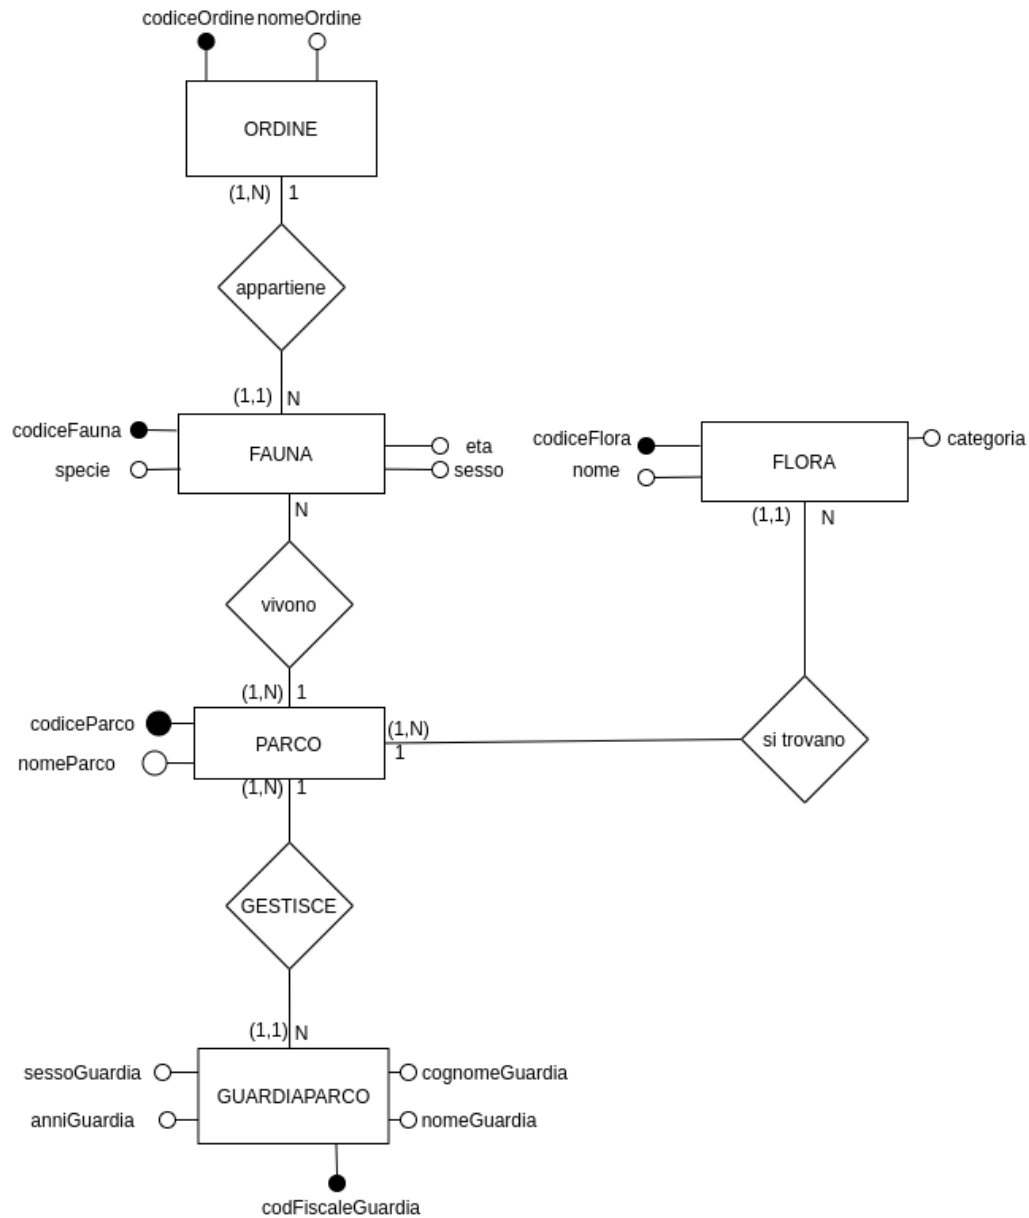 codiceOrdine nomeOrdine
ORDINE
(1,N) 1
appartiene
(1,1) N
codiceFauna
specie
FAUNA
eta
sesso
codiceFlora
nome
FLORA
categoria
N
(1,1) N
vivono
(1,N) 1
codiceParco
nomeParco
PARCO
(1,N)
1
si trovano
(1,N) 1
GESTISCE
(1,1) N
sessoGuardia
anniGuardia
GUARDIAPARCO
cognomeGuardia
nomeGuardia
codFiscaleGuardia